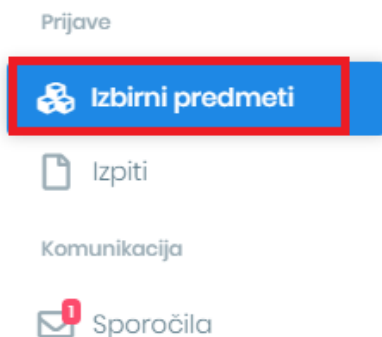 Prijave
Izbirni predmeti
Izpiti
Komunikacija
1
Sporočila